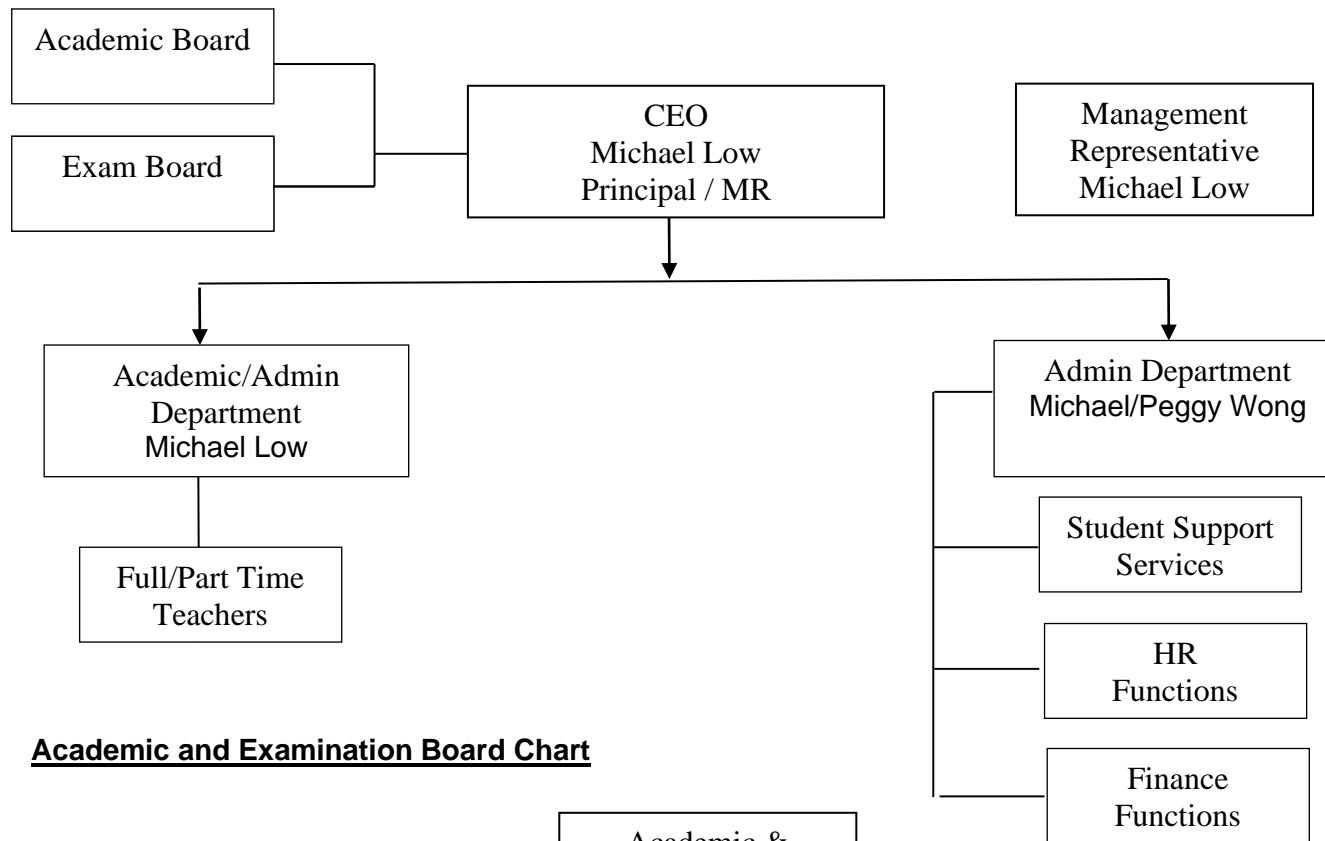 Academic Board
Exam Board
CEO
Michael Low
Principal / MR
Management
Representative
Michael Low
Academic/Admin
Department
Michael Low
Admin Department
Michael/Peggy Wong
Full/Part Time
Teachers
Student Support
Services
HR
Functions
Finance
Functions
Academic and Examination Board Chart
Academic &